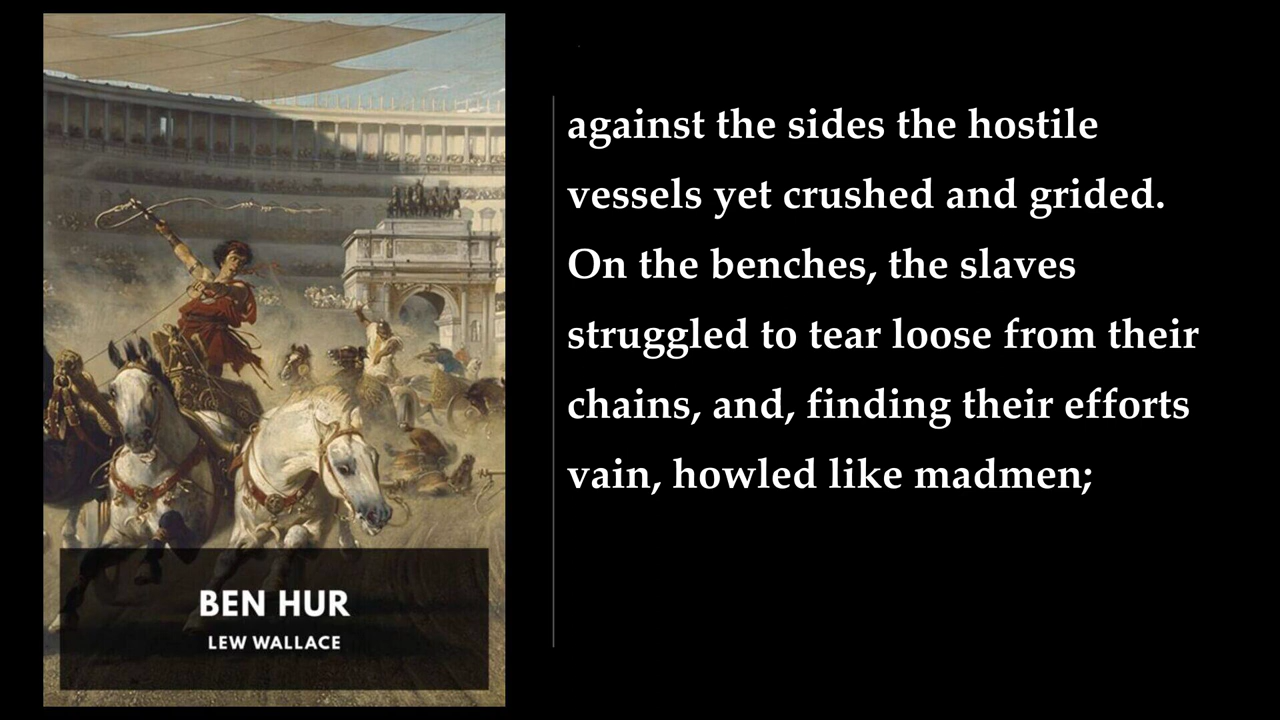 BEN HUR
LEW WALLACE
against the sides the hostile
vessels yet crushed and grided.
On the benches, the slaves
struggled to tear loose from their
chains, and, finding their efforts
vain, howled like madmen;